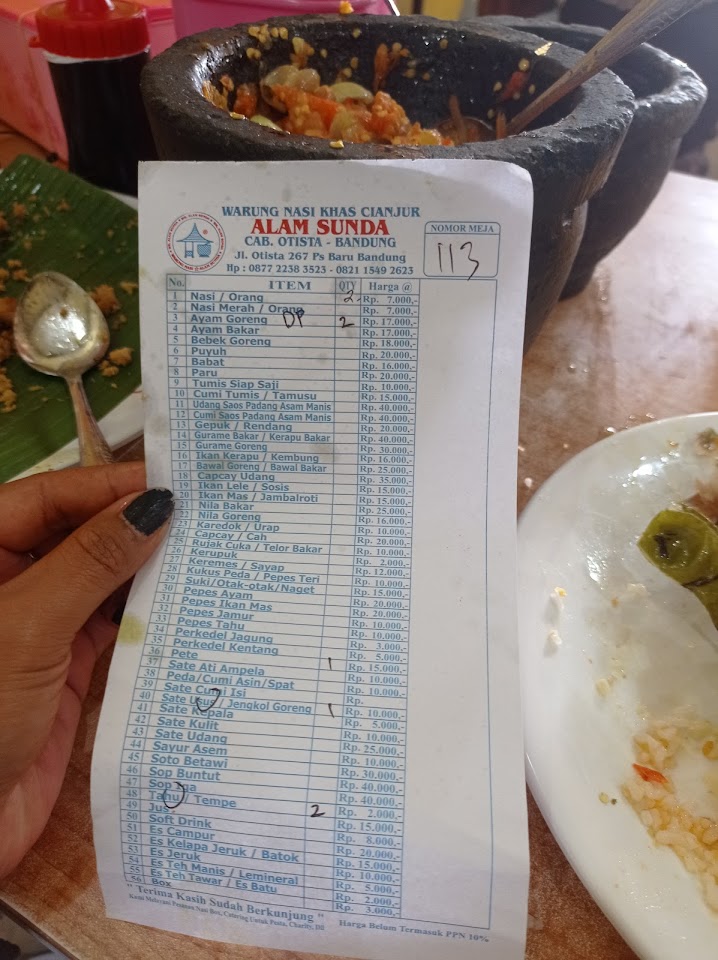 WARUNG NASI KHAS CIANJUR
ALAM SUNDA
CAB. OTISTA - BANDUNG
Jl. Otista 267 Ps Baru Bandung
Hp : 0877 2238 3523 - 0821 1549 2623
NOMOR MEJA
113
No. ITEM QTY Harga @
1 Nasi / Orang 2 Rp. 7.000,-
2 Nasi Merah / Orang Rp. 7.000,-
3 Ayam Goreng DP 2 Rp. 17.000,-
4 Ayam Bakar Rp. 17.000,-
5 Bebek Goreng Rp. 18.000,-
6 Puyuh Rp. 20.000,-
7 Babat Rp. 16.000,-
8 Paru Rp. 20.000,-
9 Tumis Siap Saji Rp. 10.000,-
10 Cumi Tumis / Tamusu Rp. 15.000,-
11 Udang Saos Padang Asam Manis Rp. 40.000,-
12 Cumi Saos Padang Asam Manis Rp. 40.000,-
13 Gepuk / Rendang Rp. 20.000,-
14 Gurame Bakar / Kerapu Bakar Rp. 40.000,-
15 Gurame Goreng Rp. 30.000,-
16 Ikan Kerapu / Kembung Rp. 16.000,-
17 Bawal Goreng / Bawal Bakar Rp. 25.000,-
18 Capcay Udang Rp. 35.000,-
19 Ikan Lele / Sosis Rp. 15.000,-
20 Ikan Mas / Jambalroti Rp. 15.000,-
21 Nila Bakar Rp. 25.000,-
22 Nila Goreng Rp. 16.000,-
23 Karedok / Urap Rp. 10.000,-
24 Capcay / Cah Rp. 20.000,-
25 Rujak Cuka / Telor Bakar Rp. 10.000,-
26 Kerupuk Rp. 2.000,-
27 Keremes / Sayap Rp. 12.000,-
28 Kukus Peda / Pepes Teri Rp. 10.000,-
29 Suki/Otak-otak/Naget Rp. 15.000,-
30 Pepes Ayam Rp. 20.000,-
31 Pepes Ikan Mas Rp. 20.000,-
32 Pepes Jamur Rp. 10.000,-
33 Pepes Tahu Rp. 10.000,-
34 Perkedel Jagung Rp. 3.000,-
35 Perkedel Kentang Rp. 5.000,-
36 Pete 1 Rp. 15.000,-
37 Sate Ati Ampela Rp. 10.000,-
38 Peda/Cumi Asin/Spat Rp. 10.000,-
39 Sate Cumi Isi Rp.
40 Sate / Jengkol Goreng 1 Rp. 10.000,-
41 Sate Kepala Rp. 5.000,-
42 Sate Kulit Rp. 10.000,-
43 Sate Udang Rp. 25.000,-
44 Sayur Asem Rp. 10.000,-
45 Soto Betawi Rp. 30.000,-
46 Sop Buntut Rp. 40.000,-
47 Sop Rp. 40.000,-
48 Tahu / Tempe 2 Rp. 2.000,-
49 Jus Rp. 15.000,-
50 Soft Drink Rp. 8.000,-
51 Es Campur Rp. 20.000,-
52 Es Kelapa Jeruk / Batok Rp. 15.000,-
53 Es Jeruk Rp. 10.000,-
54 Es Teh Manis / Lemineral Rp. 5.000,-
55 Es Teh Tawar / Es Batu Rp. 2.000,-
56 Box Rp. 3.000,-
" Terima Kasih Sudah Berkunjung "
Kami Melayani Pesanan Nasi Box, Catering Untuk Pesta, Charity, Dll
Harga Belum Termasuk PPN 10%